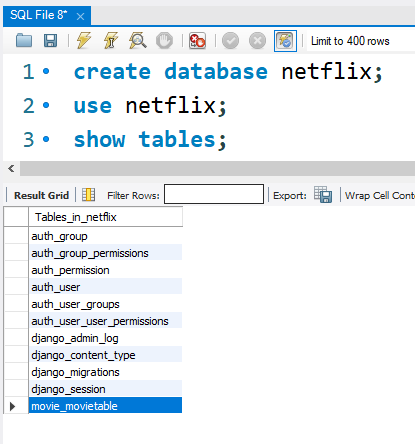 SQL File 8*
Limit to 400 rows
1 create database netflix;
2 use netflix;
3 show tables;
Result Grid Filter Rows: Export: Wrap Cell Conte
Tables_in_netflix
auth_group
auth_group_permissions
auth_permission
auth_user
auth_user_groups
auth_user_user_permissions
django_admin_log
django_content_type
django_migrations
django_session
movie_movietable